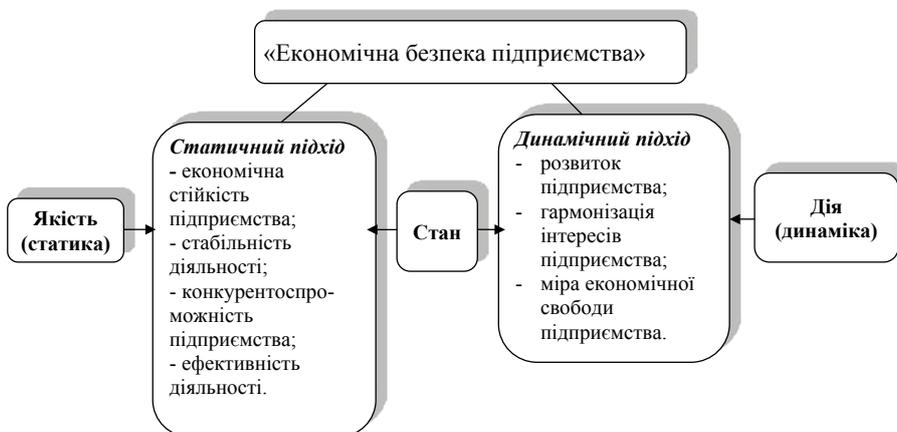 «Економічна безпека підприємства»
Статичний підхід
- економічна
стійкість
підприємства;
- стабільність
діяльності;
- конкурентоспро-
можність
підприємства;
- ефективність
діяльності.
Динамічний підхід
- розвиток
підприємства;
- гармонізація
інтересів
підприємства;
- міра економічної
свободи
підприємства.
Якість
(статика)
Стан
Дія
(динаміка)